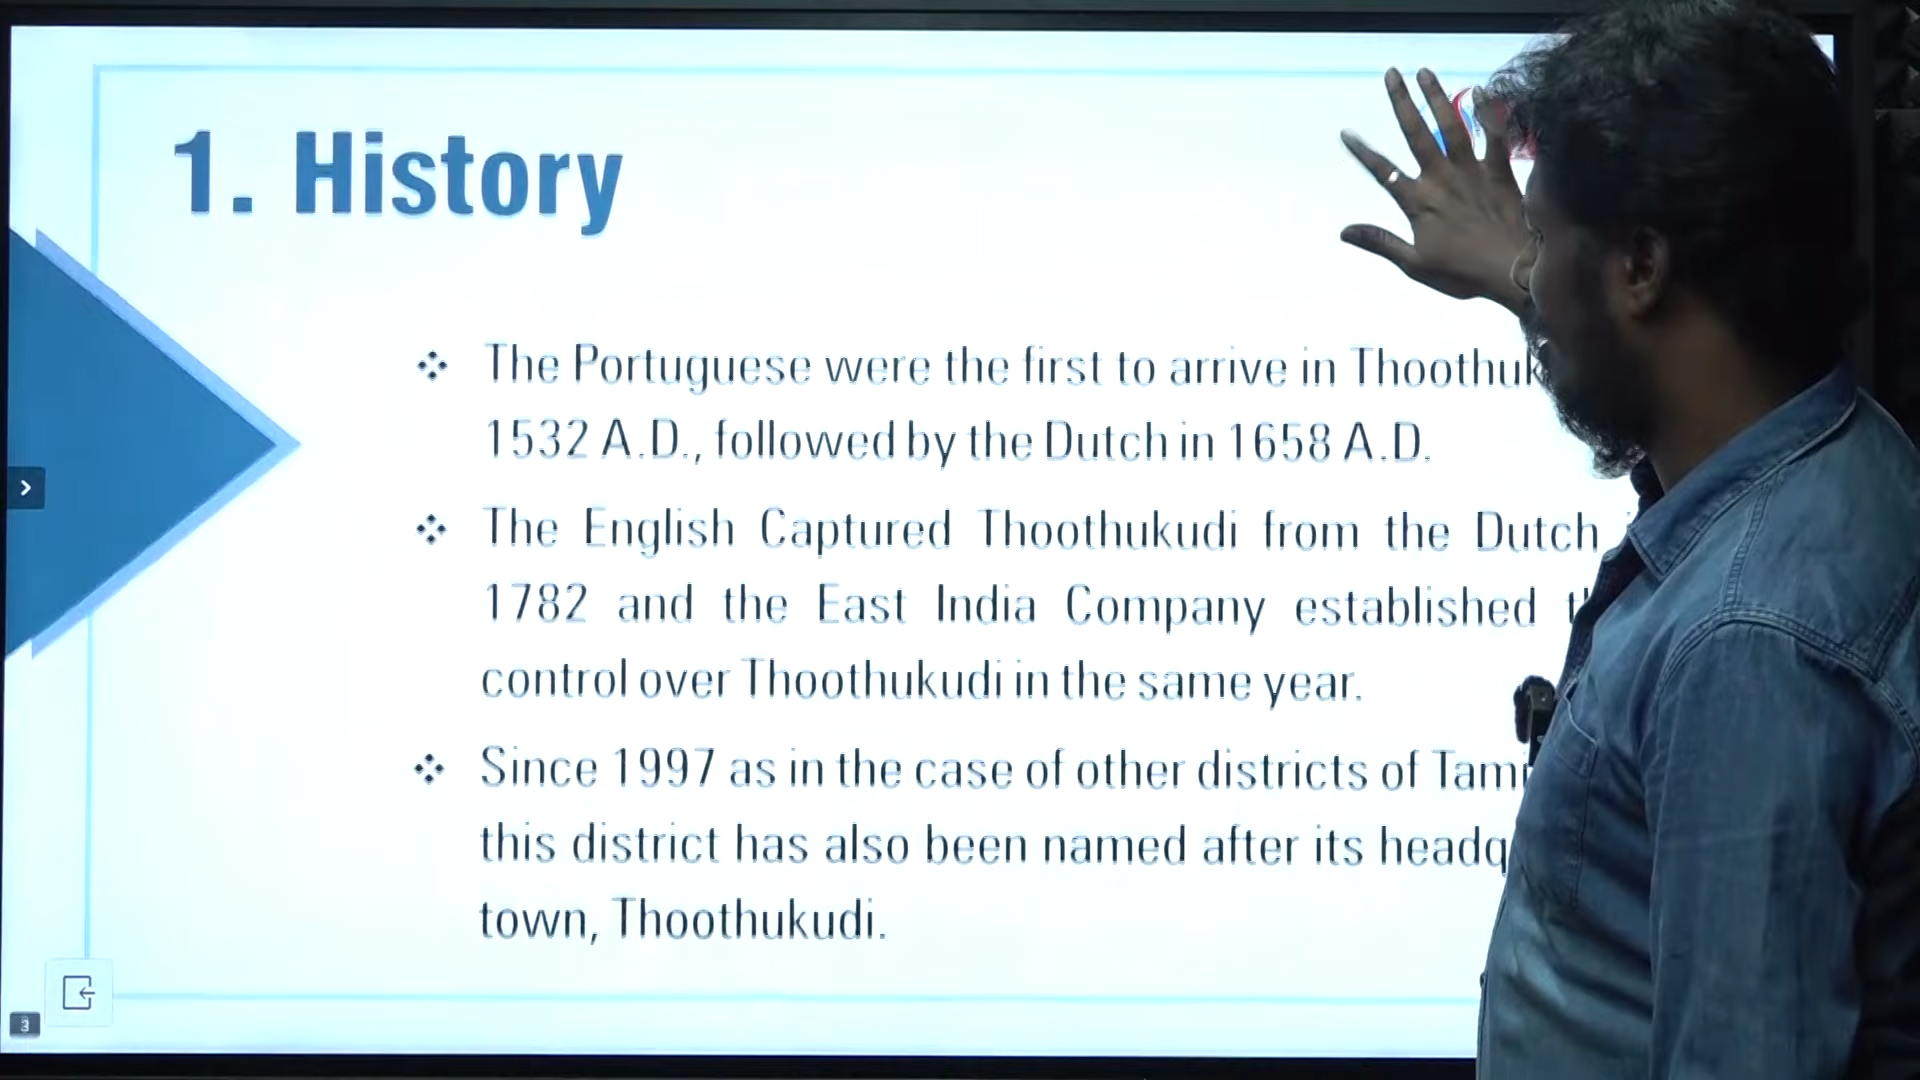 1. History
❖ The Portuguese were the first to arrive in
1532 A.D., followed by the Dutch in 1658 A.D.
❖ The English Captured Thoothukudi from the Dutch
1782 and the East India Company established
control over Thoothukudi in the same year.
❖ Since 1997 as in the case of other districts of
this district has also been named after its
town, Thoothukudi.
3